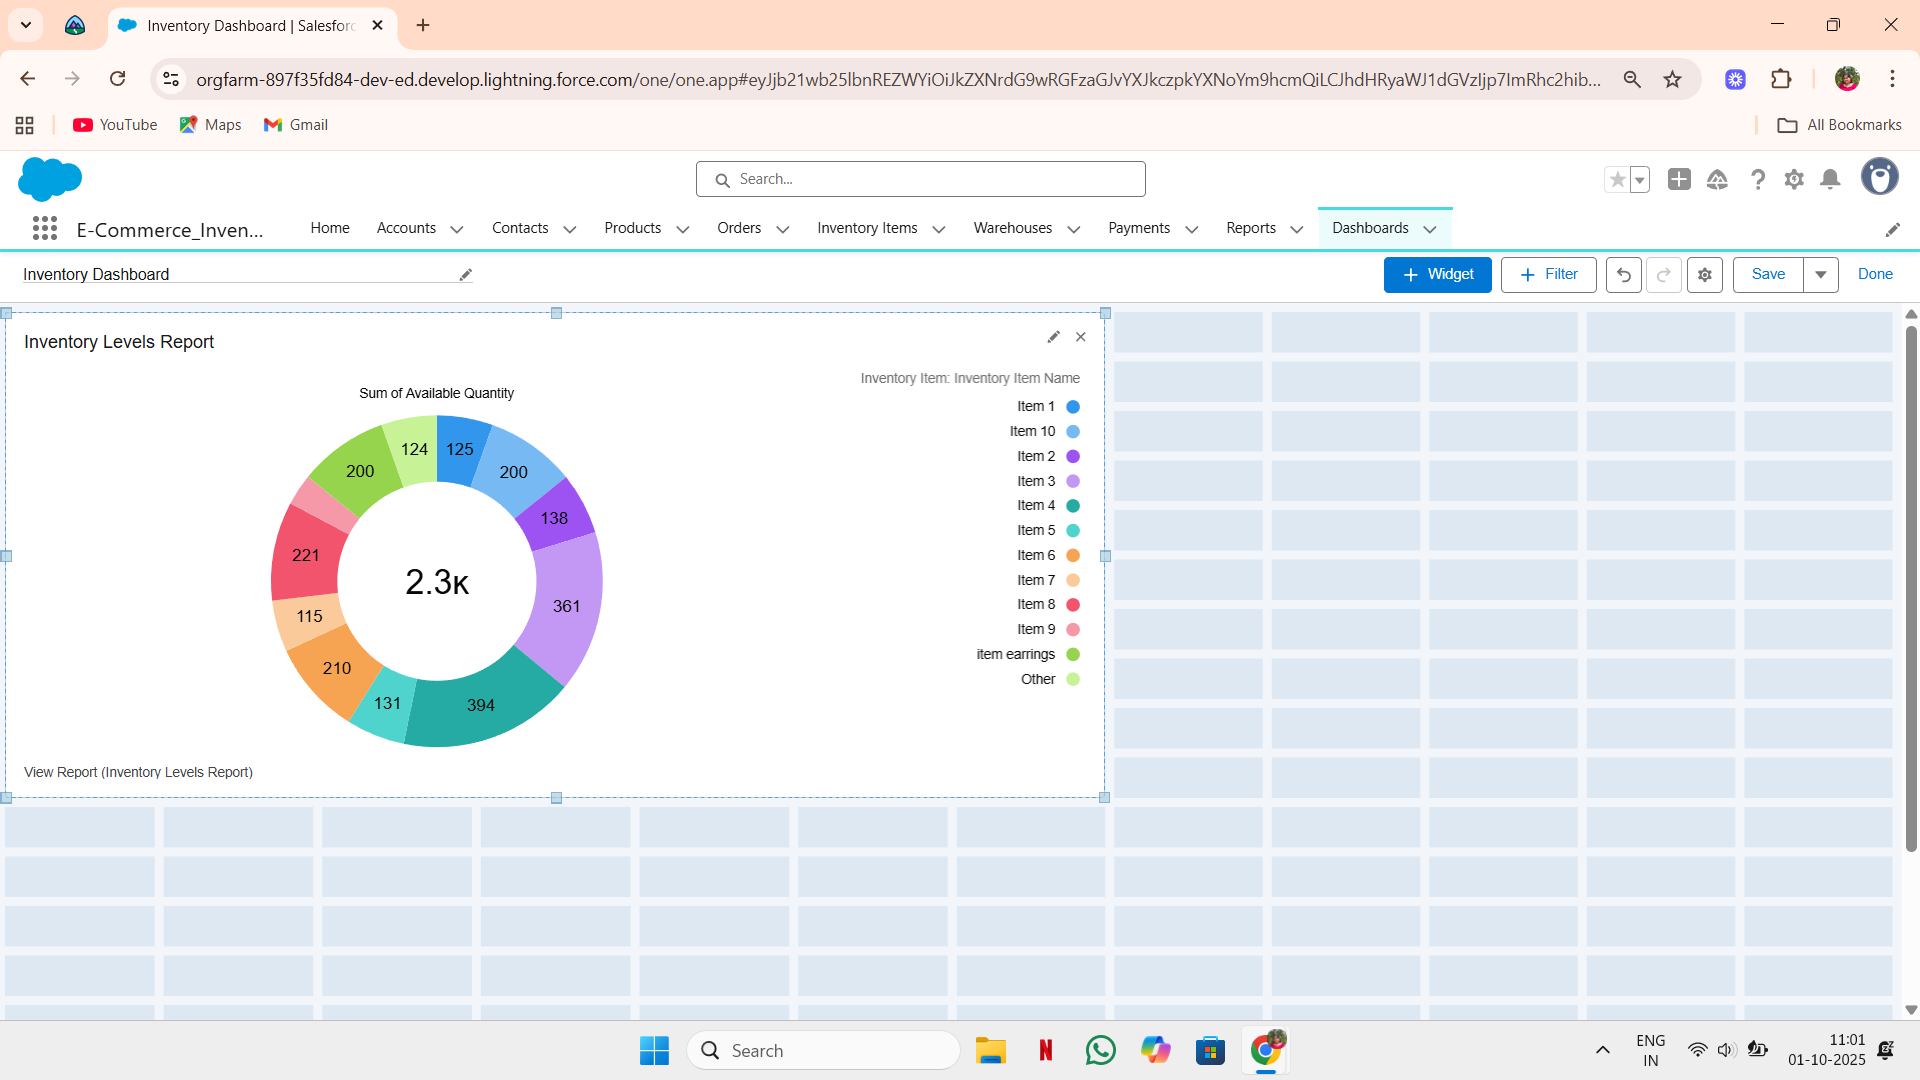 Inventory Dashboard | Salesforc
orgfarm-897f35fd84-dev-ed.develop.lightning.force.com/one/one.app#eyJjb21wb25lbnREZWYiOiJkZXNrdG9wRGFzaGJvYXJkczpkYXNoYm9hcmQiLCJhdHRyaWJ1dGVzIjp7ImRhc2hib...
YouTube Maps Gmail All Bookmarks
Search...
E-Commerce_Inven... Home Accounts Contacts Products Orders Inventory Items Warehouses Payments Reports Dashboards
Inventory Dashboard
+ Widget + Filter Save Done
Inventory Levels Report
Sum of Available Quantity
Inventory Item: Inventory Item Name
Item 1
Item 10
Item 2
Item 3
Item 4
Item 5
Item 6
Item 7
Item 8
Item 9
item earrings
Other
124 125
200 200
138
221
2.3K
361
115
210
131 394
View Report (Inventory Levels Report)
Search
N
ENG
IN
11:01
01-10-2025